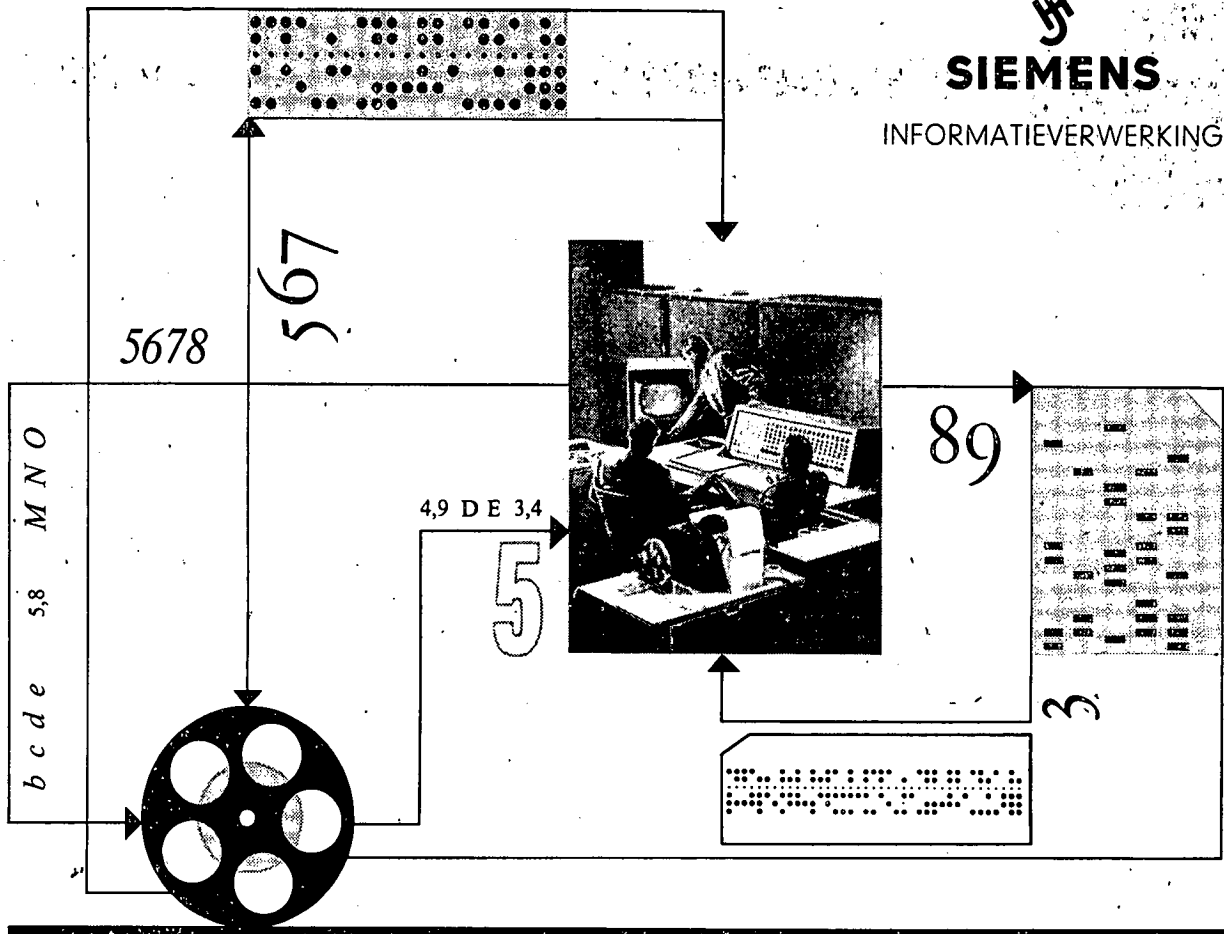 SIEMENS
INFORMATIEVERWERKING
567
5678
89
M N O
4,9 D E 3,4
5
5,8
b c d e
3